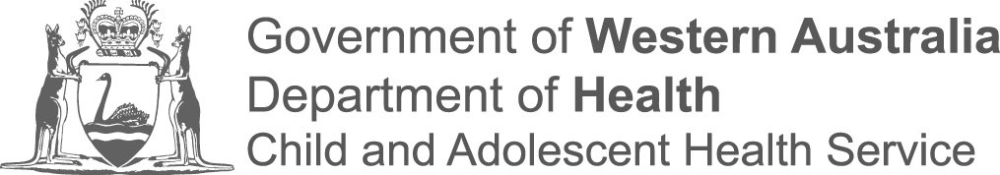 Government of Western Australia
Department of Health
Child and Adolescent Health Service